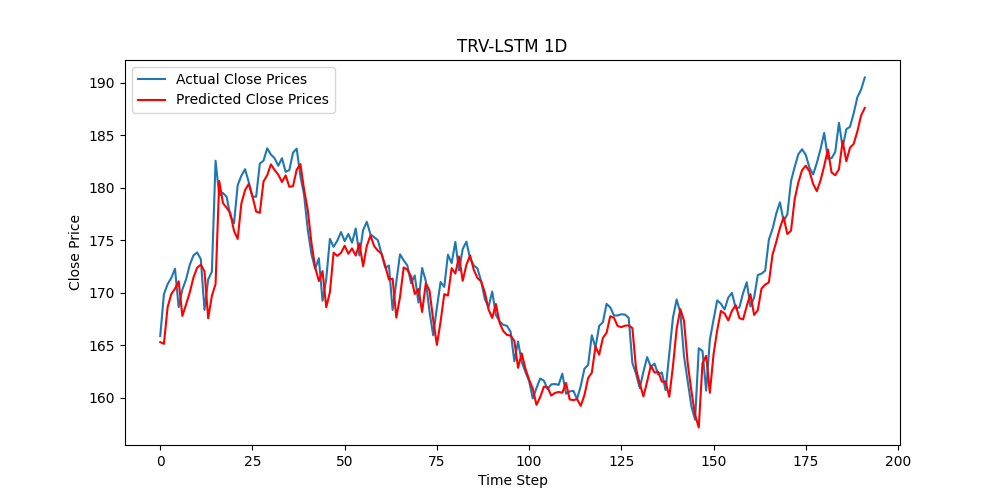 TRV-LSTM 1D
Actual Close Prices
Predicted Close Prices
Close Price
190
185
180
175
170
165
160
0 25 50 75 100 125 150 175 200
Time Step